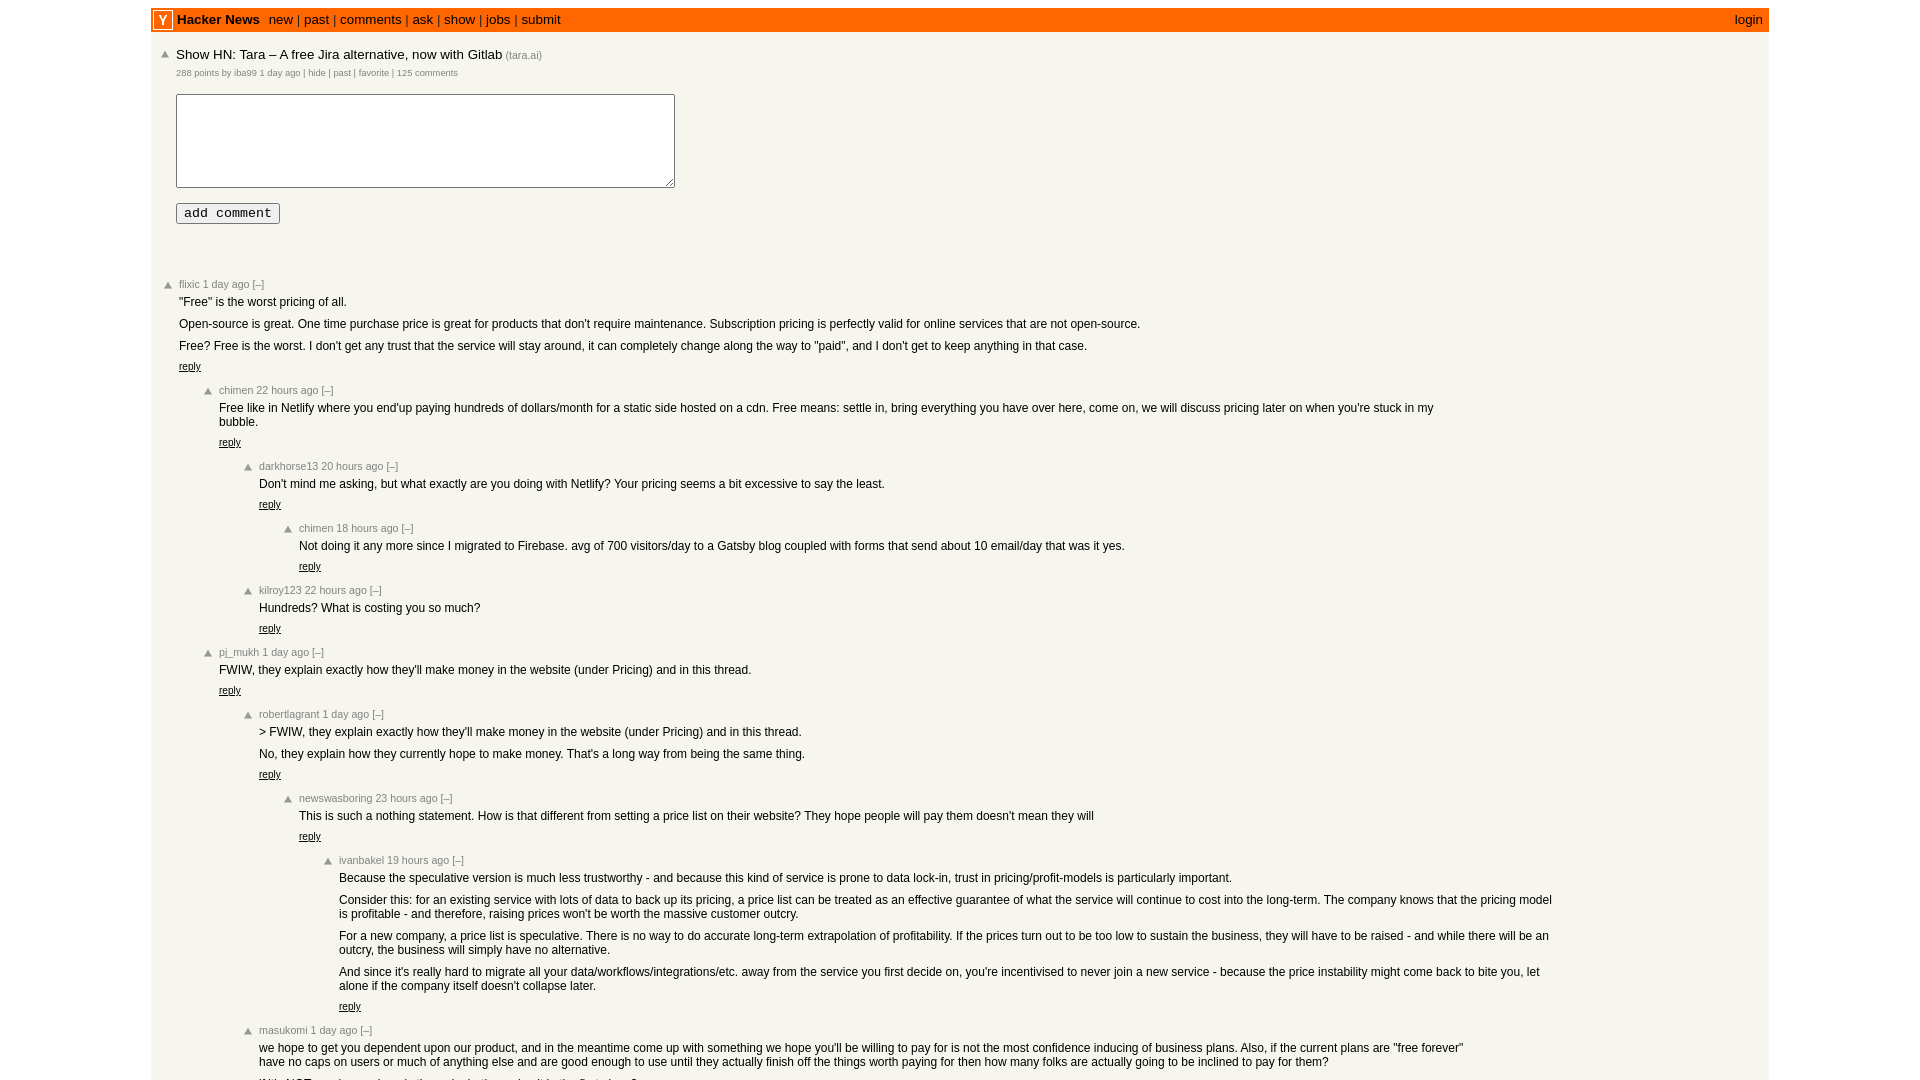 Y Hacker News new | past | comments | ask | show | jobs | submit login
Show HN: Tara – A free Jira alternative, now with Gitlab (tara.ai)
288 points by iba99 1 day ago | hide | past | favorite | 125 comments
add comment
flixic 1 day ago [–]
"Free" is the worst pricing of all.
Open-source is great. One time purchase price is great for products that don't require maintenance. Subscription pricing is perfectly valid for online services that are not open-source.
Free? Free is the worst. I don't get any trust that the service will stay around, it can completely change along the way to "paid", and I don't get to keep anything in that case.
reply
chimen 22 hours ago [–]
Free like in Netlify where you end'up paying hundreds of dollars/month for a static side hosted on a cdn. Free means: settle in, bring everything you have over here, come on, we will discuss pricing later on when you're stuck in my
bubble.
reply
darkhorse13 20 hours ago [–]
Don't mind me asking, but what exactly are you doing with Netlify? Your pricing seems a bit excessive to say the least.
reply
chimen 18 hours ago [–]
Not doing it any more since I migrated to Firebase. avg of 700 visitors/day to a Gatsby blog coupled with forms that send about 10 email/day that was it yes.
reply
kilroy123 22 hours ago [–]
Hundreds? What is costing you so much?
reply
pj_mukh 1 day ago [–]
FWIW, they explain exactly how they'll make money in the website (under Pricing) and in this thread.
reply
robertlagrant 1 day ago [–]
> FWIW, they explain exactly how they'll make money in the website (under Pricing) and in this thread.
No, they explain how they currently hope to make money. That's a long way from being the same thing.
reply
newswasboring 23 hours ago [–]
This is such a nothing statement. How is that different from setting a price list on their website? They hope people will pay them doesn't mean they will
reply
ivanbakel 19 hours ago [–]
Because the speculative version is much less trustworthy - and because this kind of service is prone to data lock-in, trust in pricing/profit-models is particularly important.
Consider this: for an existing service with lots of data to back up its pricing, a price list can be treated as an effective guarantee of what the service will continue to cost into the long-term. The company knows that the pricing model
is profitable - and therefore, raising prices won't be worth the massive customer outcry.
For a new company, a price list is speculative. There is no way to do accurate long-term extrapolation of profitability. If the prices turn out to be too low to sustain the business, they will have to be raised - and while there will be an
outcry, the business will simply have no alternative.
And since it's really hard to migrate all your data/workflows/integrations/etc. away from the service you first decide on, you're incentivised to never join a new service - because the price instability might come back to bite you, let
alone if the company itself doesn't collapse later.
reply
masukomi 1 day ago [–]
we hope to get you dependent upon our product, and in the meantime come up with something we hope you'll be willing to pay for is not the most confidence inducing of business plans. Also, if the current plans are "free forever"
have no caps on users or much of anything else and are good enough to use until they actually finish off the things worth paying for then how many folks are actually going to be inclined to pay for them?